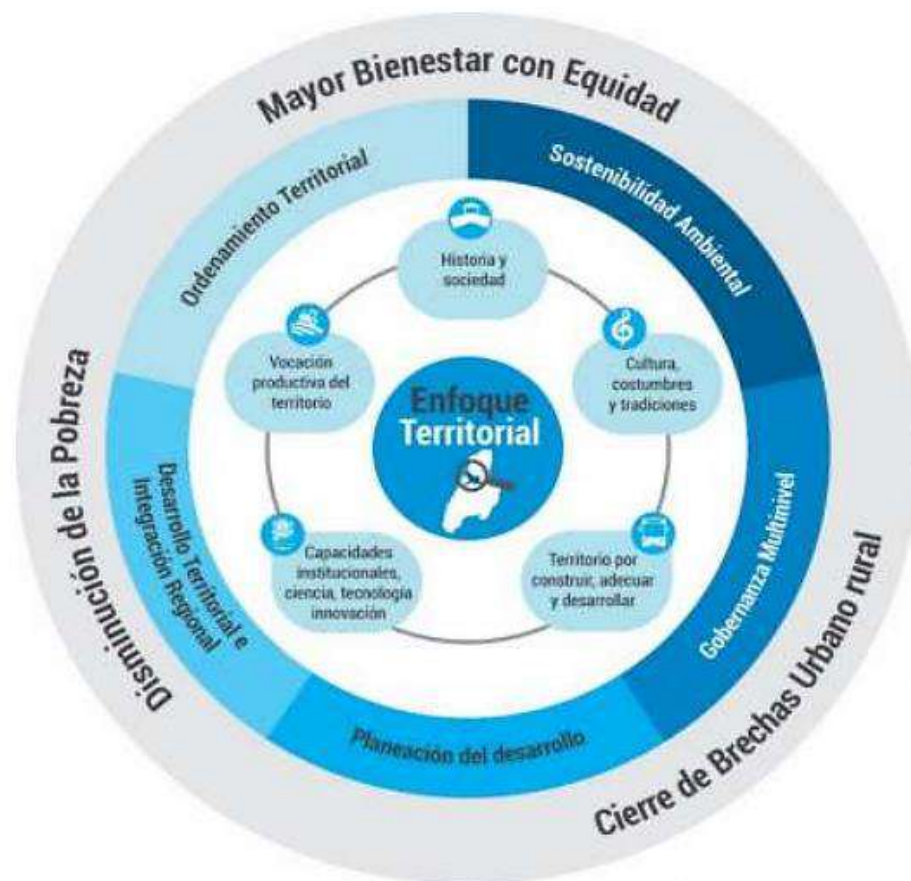 Mayor Bienestar con Equidad
Disminución de la Pobreza
Cierre de Brechas Urbano rural
Ordenamiento Territorial
Sostenibilidad Ambiental
Gobernanza Multinivel
Planeación del desarrollo
Desarrollo Territorial e
Integración Regional
Historia y
sociedad
Cultura,
costumbres
y tradiciones
Territorio por
construir, adecuar
y desarrollar
Capacidades
institucionales,
ciencia, tecnología
innovación
Vocación
productiva del
territorio
Enfoque
Territorial